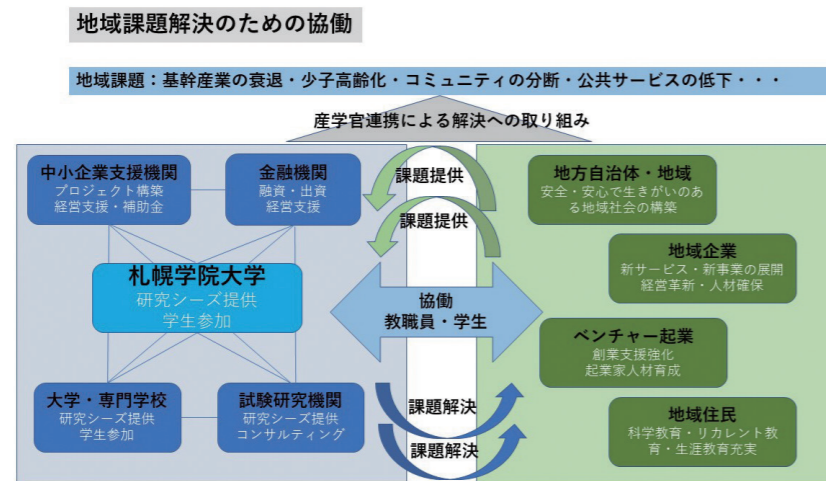 地域課題解決のための協働
地域課題：基幹産業の衰退・少子高齢化・コミュニティの分断・公共サービスの低下・・・
産学官連携による解決への取り組み
中小企業支援機関
プロジェクト構築
経営支援・補助金
金融機関
融資・出資
経営支援
札幌学院大学
研究シーズ提供
学生参加
大学・専門学校
研究シーズ提供
学生参加
試験研究機関
研究シーズ提供
コンサルティング
課題提供
課題提供
協働
教職員・学生
課題解決
課題解決
地方自治体・地域
安全・安心で生きがいのあ
る地域社会の構築
地域企業
新サービス・新事業の展開
経営革新・人材確保
ベンチャー起業
創業支援強化
起業家人材育成
地域住民
科学教育・リカレント教
育・生涯教育充実